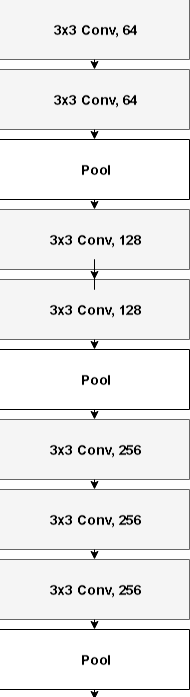 3x3 Conv, 64
3x3 Conv, 64
Pool
3x3 Conv, 128
3x3 Conv, 128
Pool
3x3 Conv, 256
3x3 Conv, 256
3x3 Conv, 256
Pool